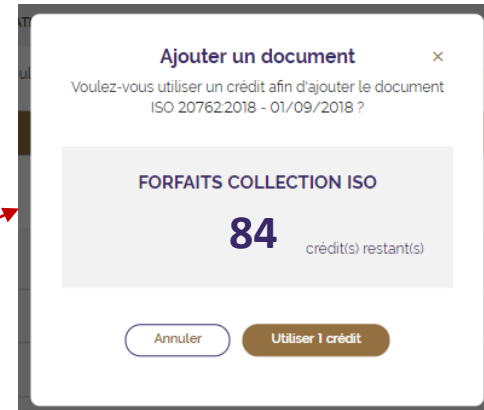 Ajouter un document ×
Voulez-vous utiliser un crédit afin d'ajouter le document
ISO 20762:2018 - 01/09/2018 ?
FORFAITS COLLECTION ISO
84 crédit(s) restant(s)
Annuler Utiliser 1 crédit